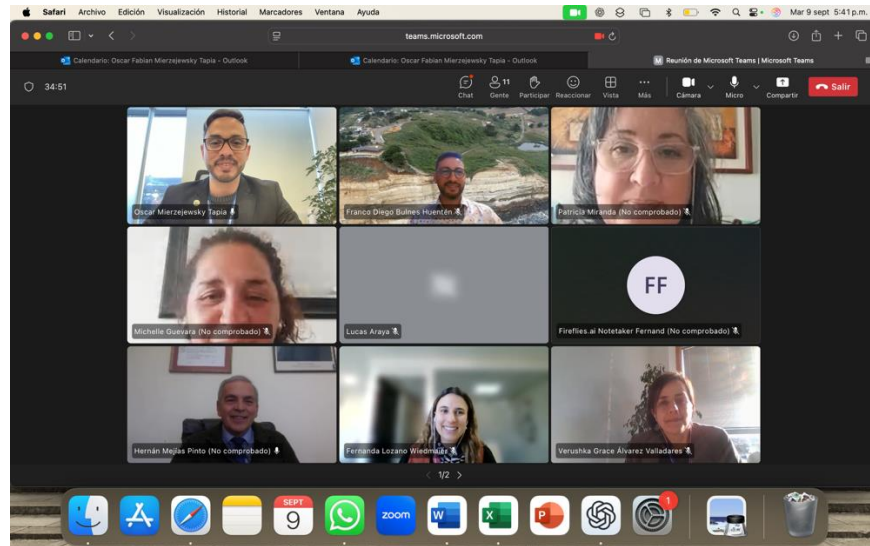 Safari Archivo Edición Visualización Historial Marcadores Ventana Ayuda Mar 9 sept 5:41 p.m.
teams.microsoft.com
Calendario: Oscar Fabian Mierzejewsky Tapia - Outlook
Calendario: Oscar Fabian Mierzejewsky Tapia - Outlook
M Reunión de Microsoft Teams | Microsoft Teams
34:51
Chat
11
Gente
Participar
Reaccionar
Vista
Más
Cámara
Micro
Compartir
Salir
Oscar Mierzejewsky Tapia
Franco Diego Bulnes Huentén
Patricia Miranda (No comprobado)
Michelle Guevara (No comprobado)
Lucas Araya
FF
Fireflies.ai Notetaker Fernand (No comprobado)
Hernán Mejías Pinto (No comprobado)
Fernanda Lozano Wiedmaier
Verushka Grace Álvarez Valladares
1/2
SEPT
9
zoom
W
X
P
1